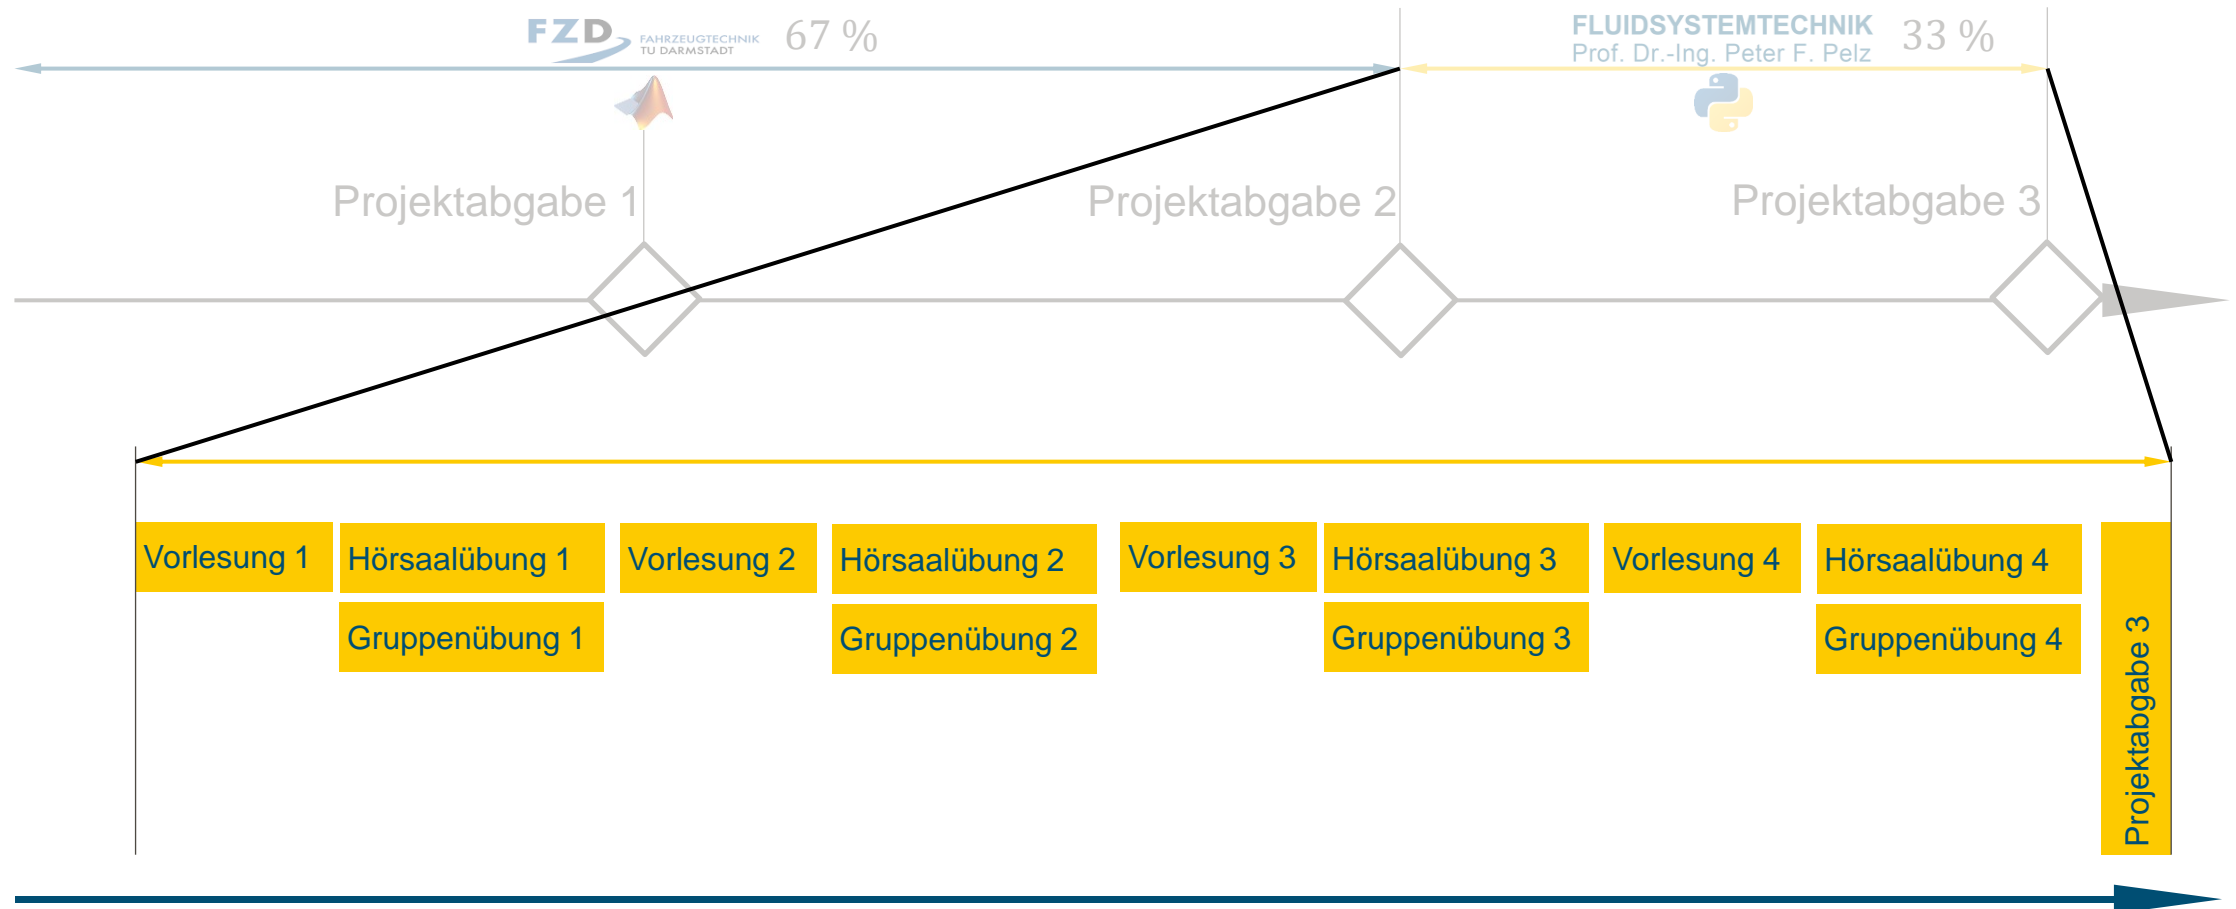 FZD FAHRZEUGTECHNIK
TU DARMSTADT
67 %
FLUIDSYSTEMTECHNIK
Prof. Dr.-Ing. Peter F. Pelz
33 %
Projektabgabe 1
Projektabgabe 2
Projektabgabe 3
Vorlesung 1
Hörsaalübung 1
Vorlesung 2
Hörsaalübung 2
Vorlesung 3
Hörsaalübung 3
Vorlesung 4
Hörsaalübung 4
Gruppenübung 1
Gruppenübung 2
Gruppenübung 3
Gruppenübung 4
Projektabgabe 3